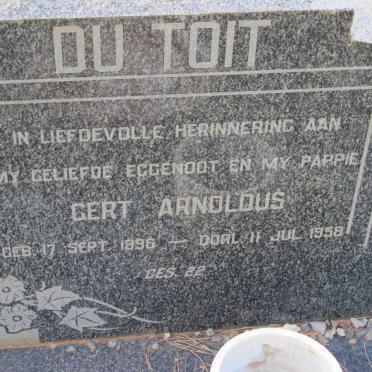 DU TOIT
IN LIEFDEVOLLE HERINNERING AAN
MY GELIEFDE EGGENOOT EN MY PAPPIE
GERT ARNOLDUS
GEB. 17 SEPT. 1896 — OORL. 11 JUL. 1958
GES. 22